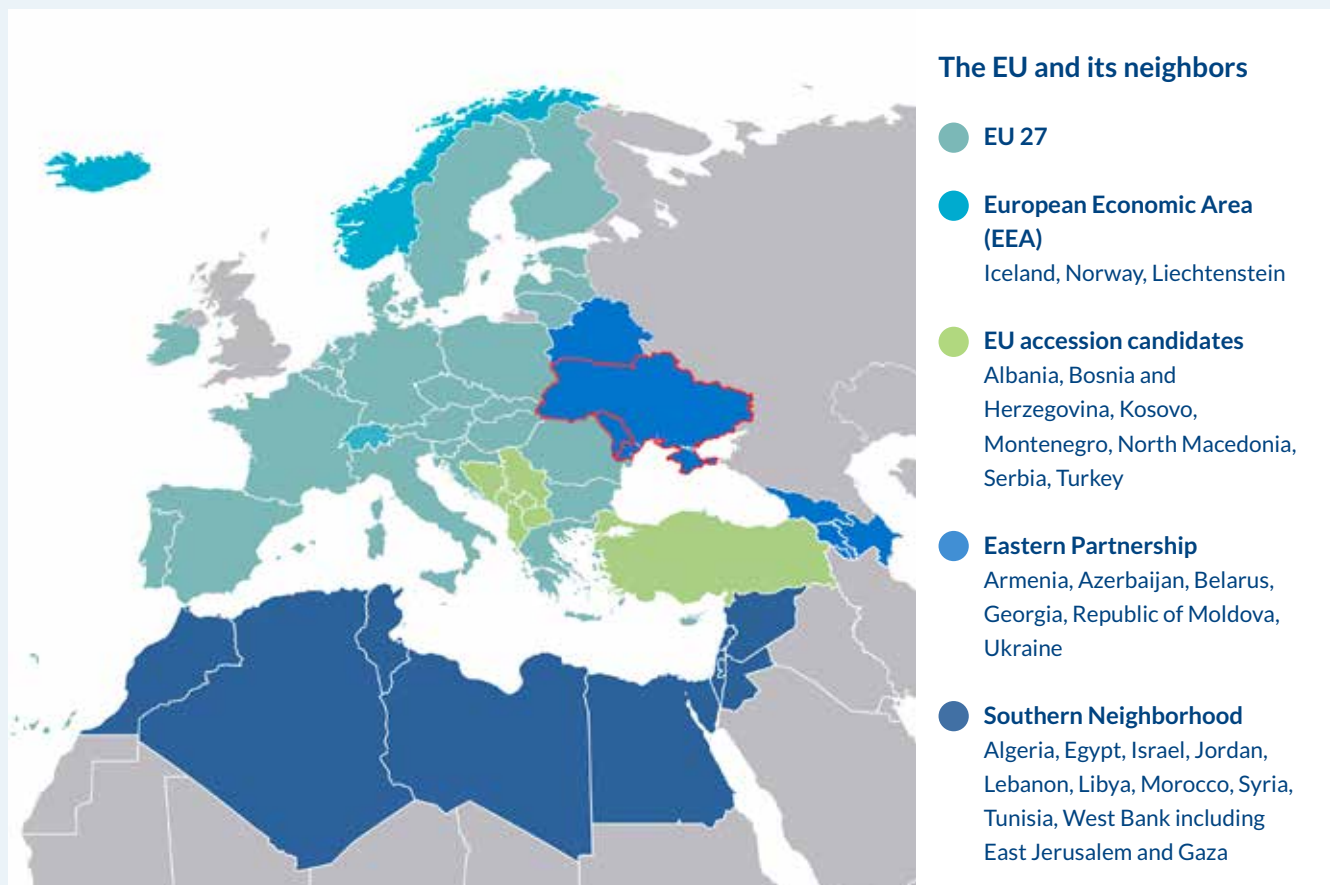 The EU and its neighbors
EU 27
European Economic Area
(EEA)
Iceland, Norway, Liechtenstein
EU accession candidates
Albania, Bosnia and
Herzegovina, Kosovo,
Montenegro, North Macedonia,
Serbia, Turkey
Eastern Partnership
Armenia, Azerbaijan, Belarus,
Georgia, Republic of Moldova,
Ukraine
Southern Neighborhood
Algeria, Egypt, Israel, Jordan,
Lebanon, Libya, Morocco, Syria,
Tunisia, West Bank including
East Jerusalem and Gaza